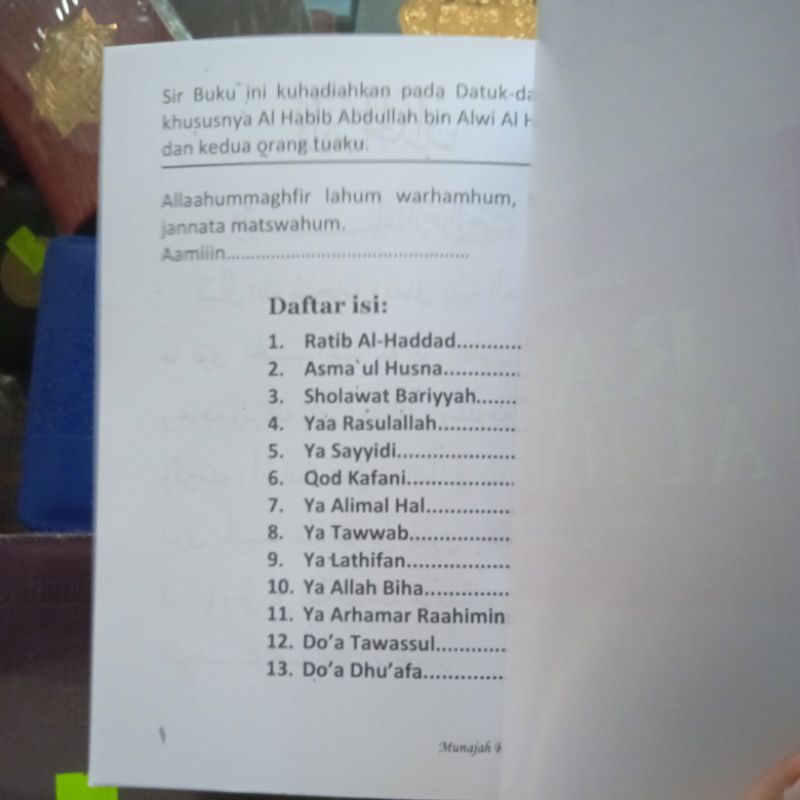 Sir Buku ini kuhadiahkan pada Datuk-da
khususnya Al Habib Abdullah bin Alwi Al H
dan kedua orang tuaku.
Allaahummaghfir lahum warhamhum,
jannata matswahum.
Aamiiin................................................
Daftar isi:
1. Ratib Al-Haddad..........
2. Asma`ul Husna............
3. Sholawat Bariyyah.......
4. Yaa Rasulallah.............
5. Ya Sayyidi....................
6. Qod Kafani..................
7. Ya Alimal Hal...............
8. Ya Tawwab.................
9. Ya Lathifan..................
10. Ya Allah Biha..............
11. Ya Arhamar Raahimin
12. Do'a Tawassul............
13. Do'a Dhu'afa..............
١
Munajah